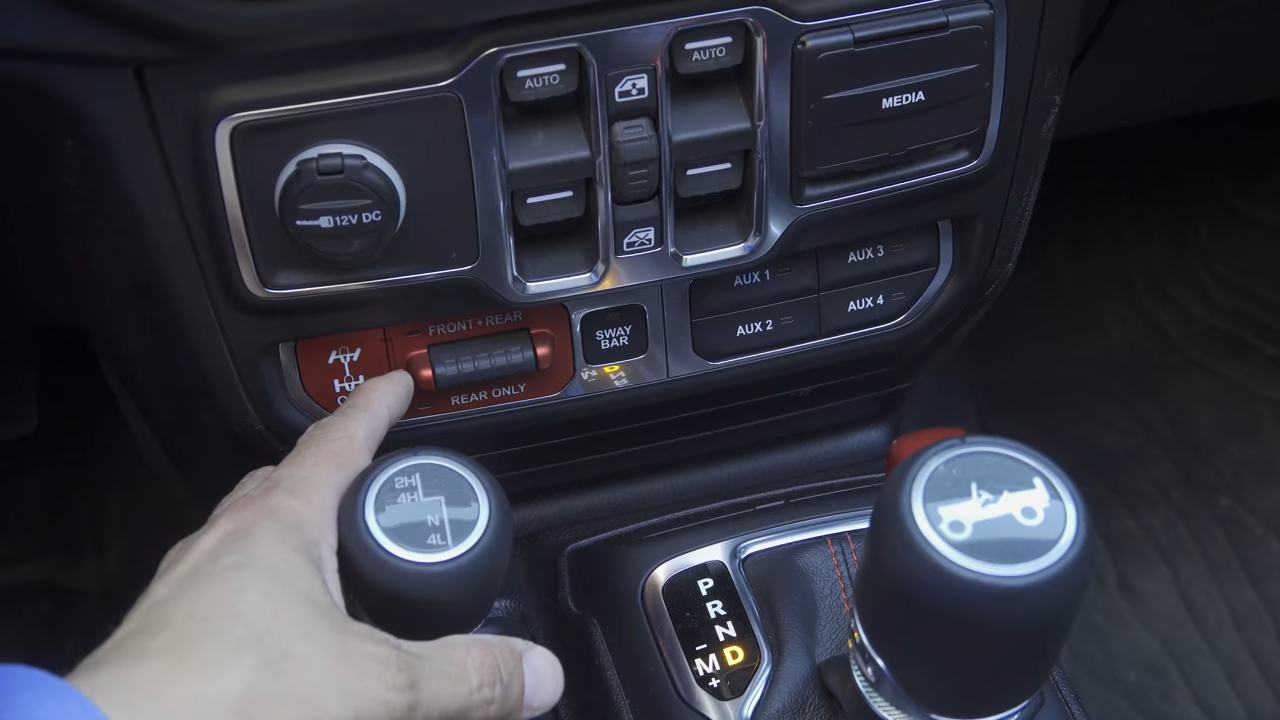 AUTO
AUTO
MEDIA
12V DC
AUX 1
AUX 3
AUX 2
AUX 4
FRONT+REAR
SWAY
BAR
REAR ONLY
2H
4H
N
4L
P
R
N
D
-
M
+